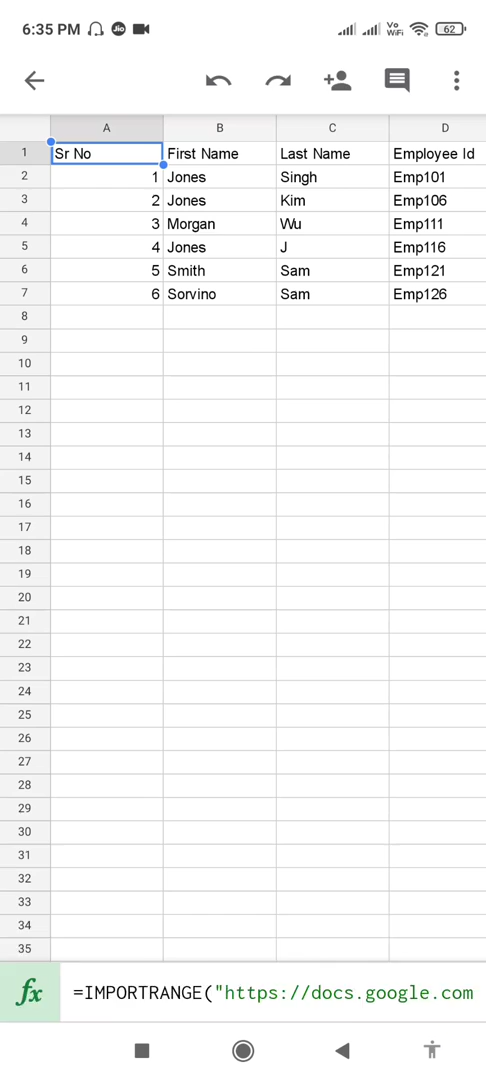 6:35 PM Jio Vo WiFi 62
A B C D
1 Sr No First Name Last Name Employee Id
2 1 Jones Singh Emp101
3 2 Jones Kim Emp106
4 3 Morgan Wu Emp111
5 4 Jones J Emp116
6 5 Smith Sam Emp121
7 6 Sorvino Sam Emp126
8
9
10
11
12
13
14
15
16
17
18
19
20
21
22
23
24
25
26
27
28
29
30
31
32
33
34
35
fx =IMPORTRANGE("https://docs.google.com